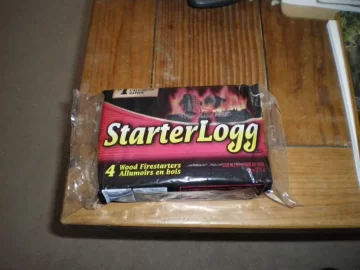 StarterLogg
4 Wood Firestarters
Allumoirs en bois